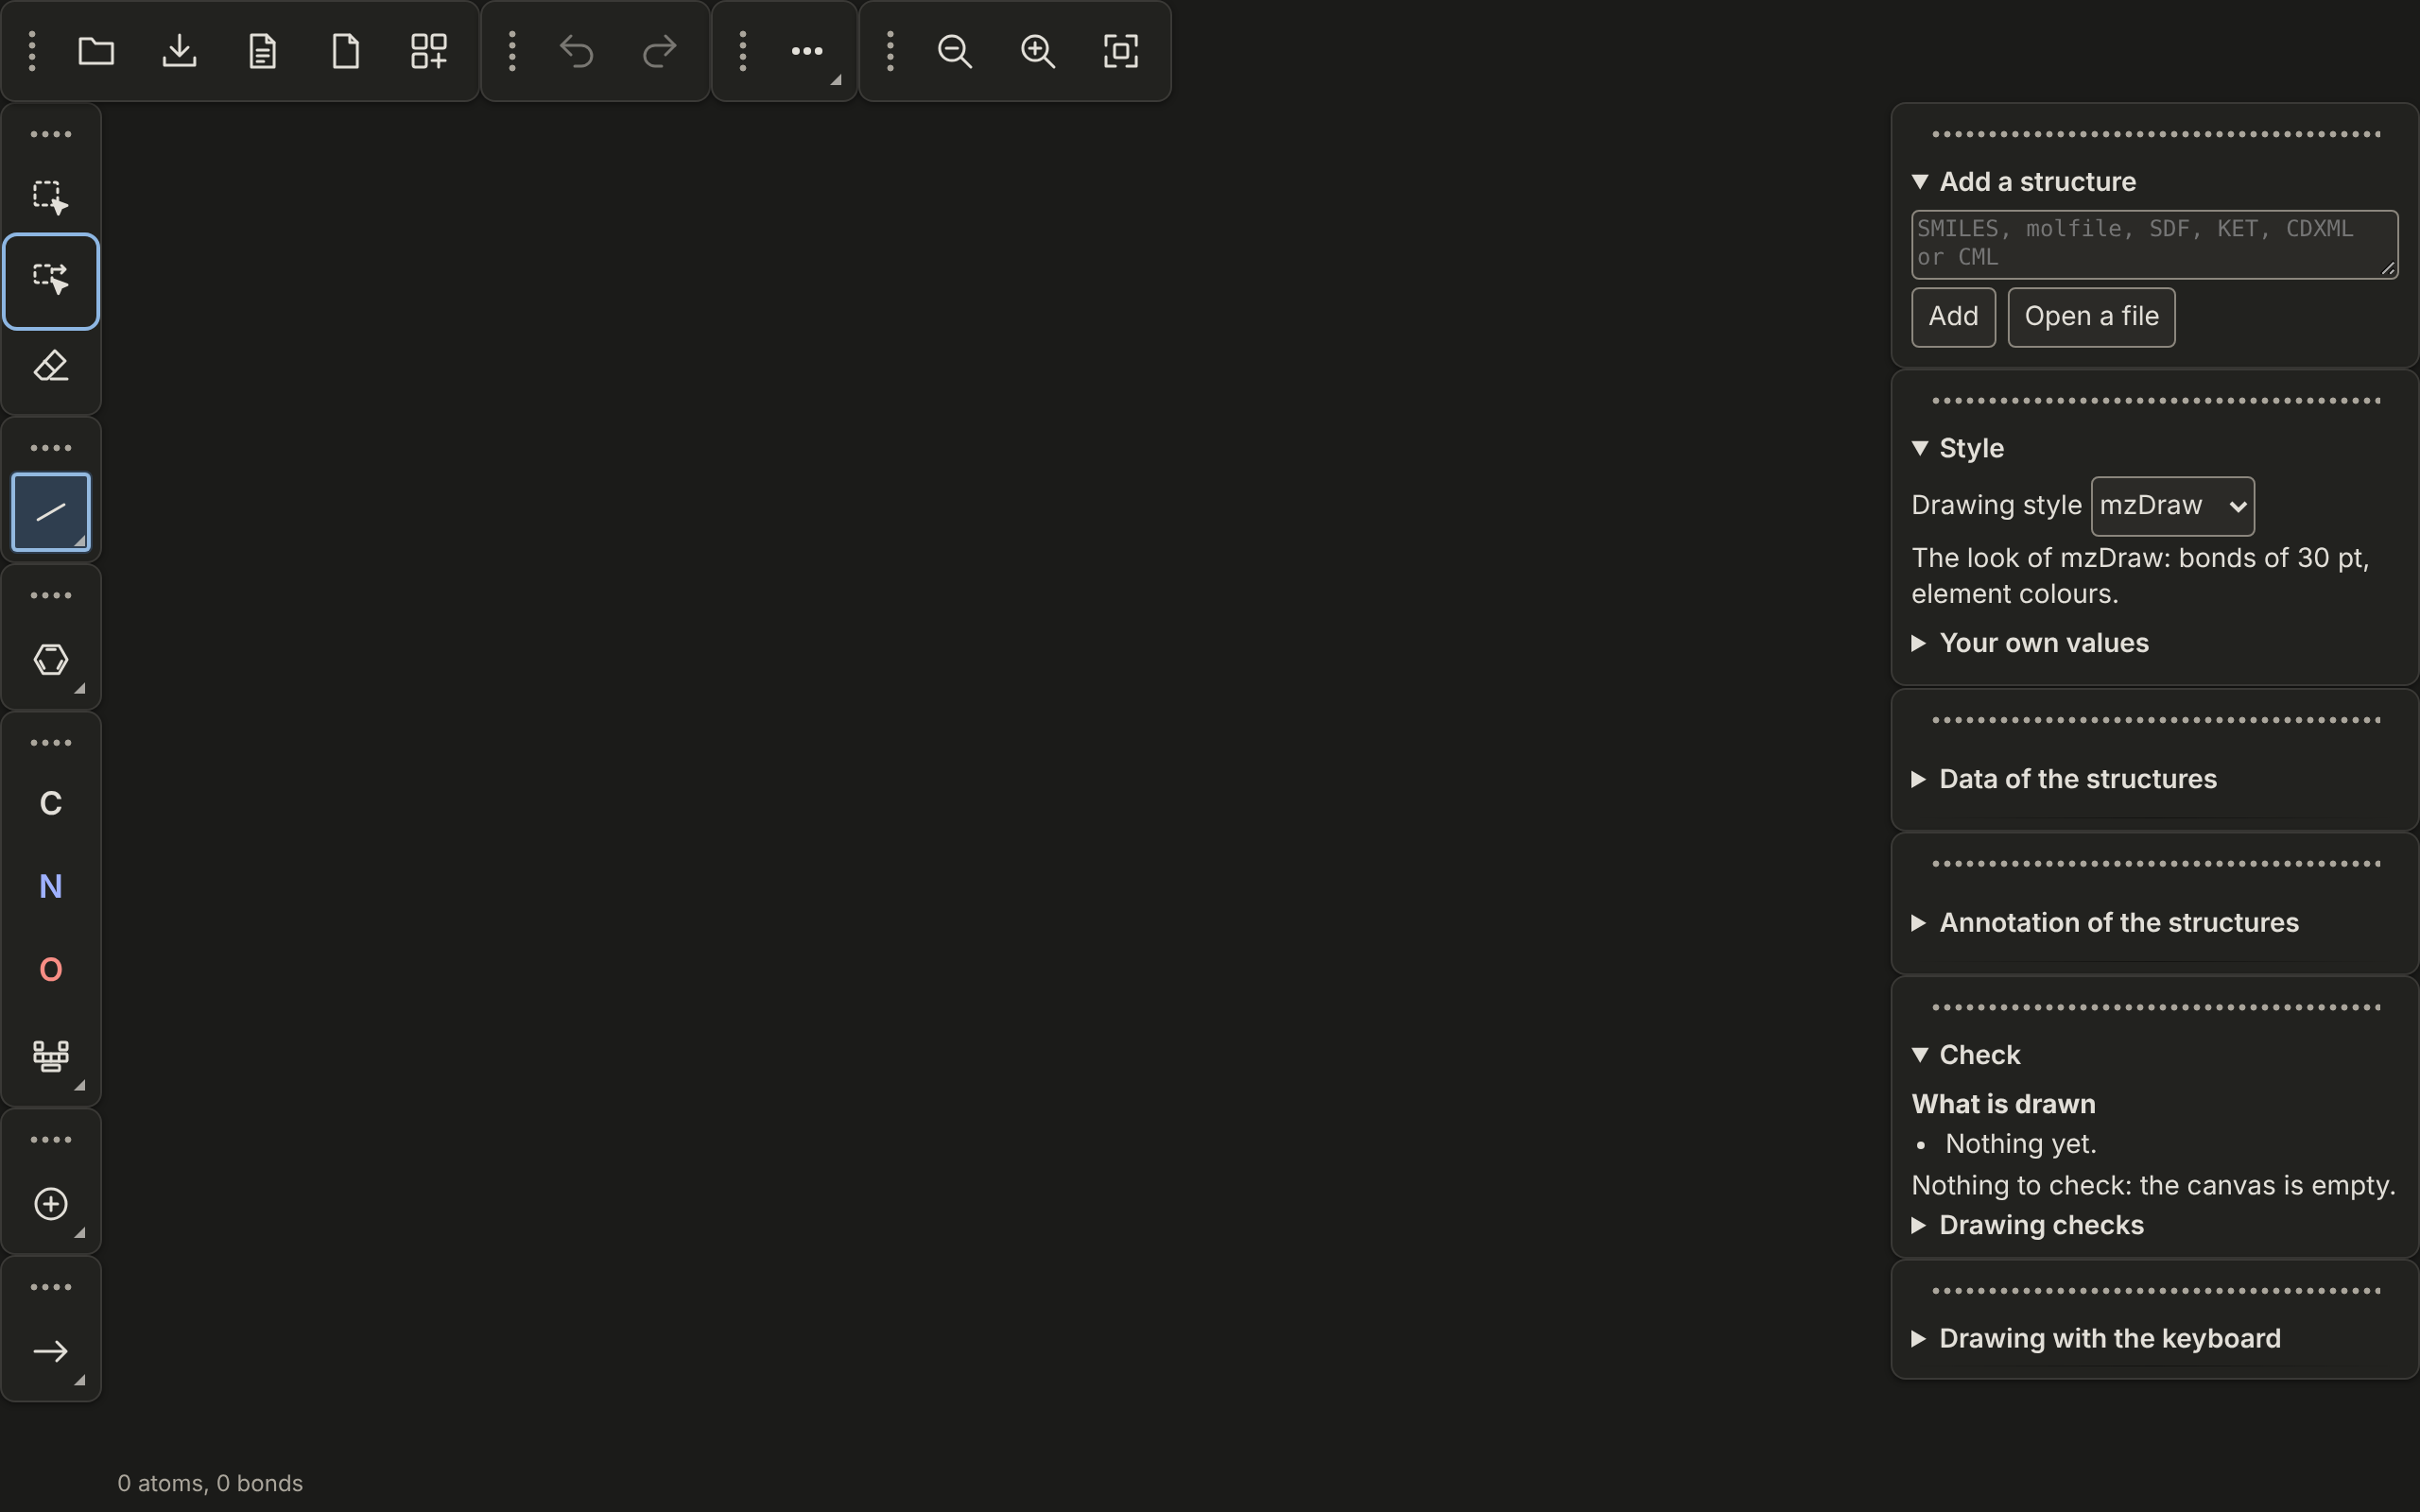 Add a structure
SMILES, molfile, SDF, KET, CDXML
or CML
Add
Open a file
Style
Drawing style mzDraw
The look of mzDraw: bonds of 30 pt,
element colours.
Your own values
Data of the structures
C
N
Annotation of the structures
O
Check
What is drawn
• Nothing yet.
Nothing to check: the canvas is empty.
Drawing checks
Drawing with the keyboard
0 atoms, 0 bonds